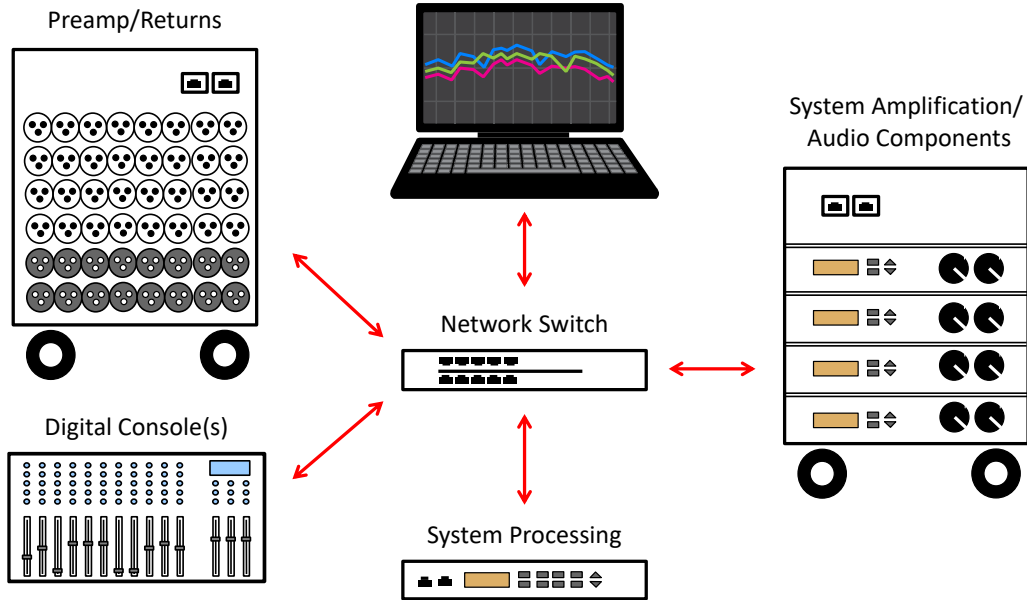 Preamp/Returns
System Amplification/
Audio Components
Network Switch
Digital Console(s)
System Processing